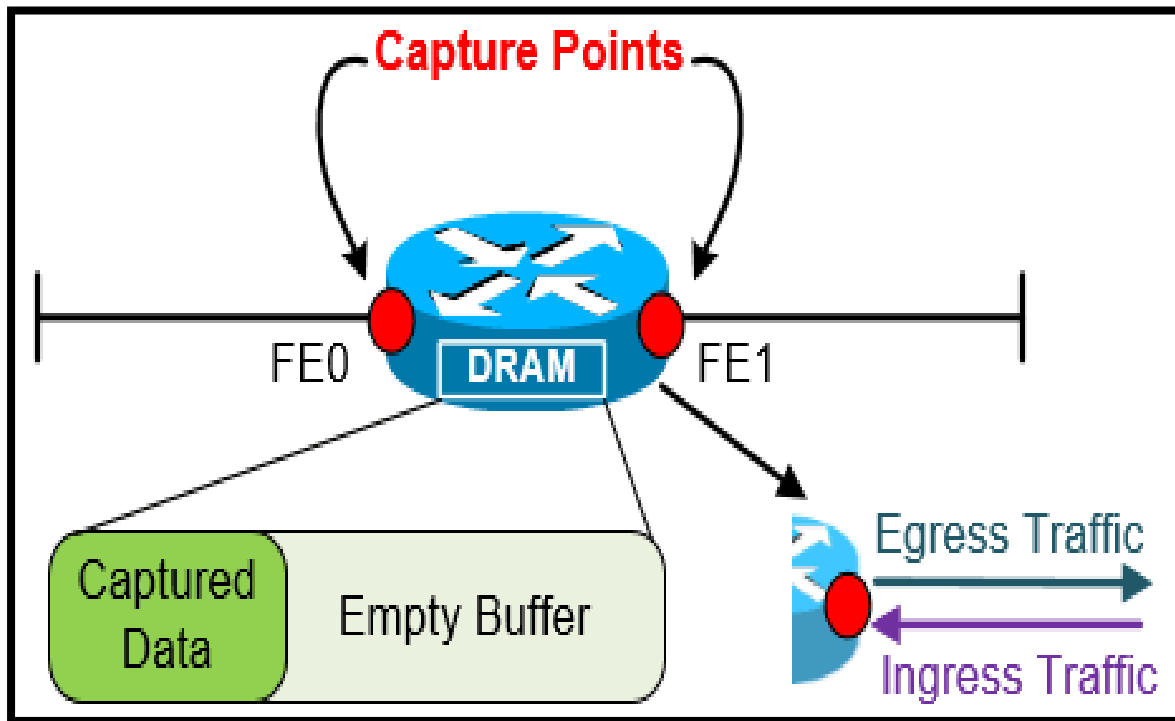 Capture Points
FE0
DRAM
FE1
Captured
Data
Empty Buffer
Egress Traffic
Ingress Traffic